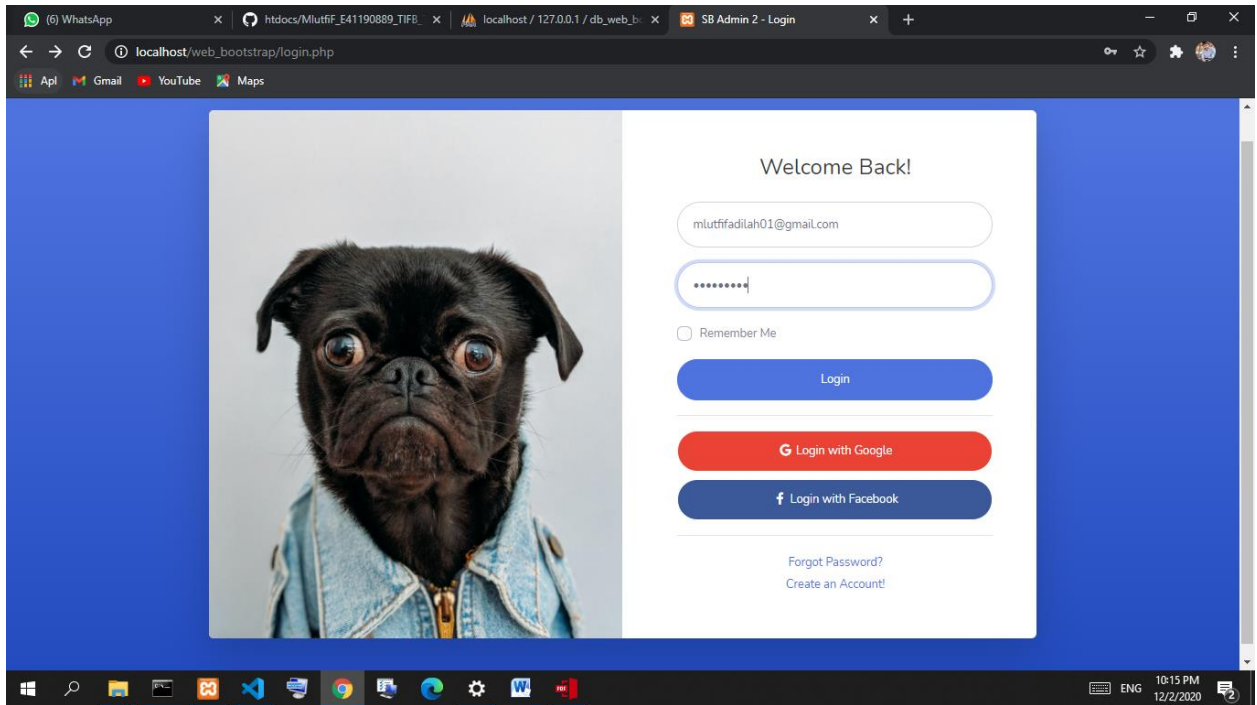 (6) WhatsApp
htdocs/MlutfiF_E41190889_TIFB_
localhost / 127.0.0.1 / db_web_bo
SB Admin 2 - Login
localhost/web_bootstrap/login.php
Apl
Gmail
YouTube
Maps
Welcome Back!
mlutfifadilah01@gmail.com
•••••••••
Remember Me
Login
G Login with Google
f Login with Facebook
Forgot Password?
Create an Account!
ENG
10:15 PM
12/2/2020
2